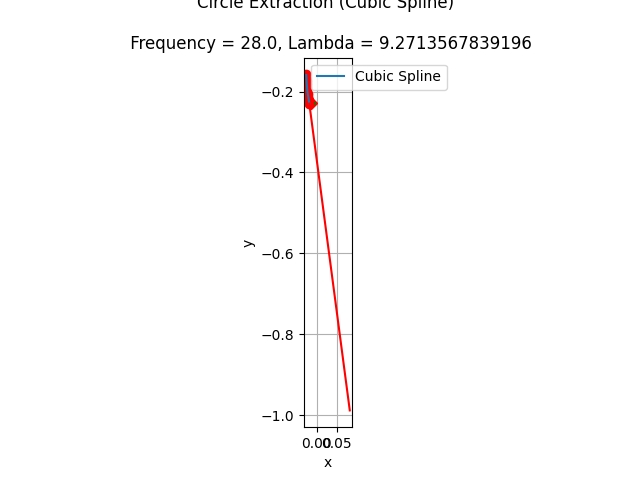 Circle Extraction (Cubic Spline)
Frequency = 28.0, Lambda = 9.2713567839196
Cubic Spline
−0.2
−0.4
−0.6
−0.8
−1.0
y
0.00
0.05
x